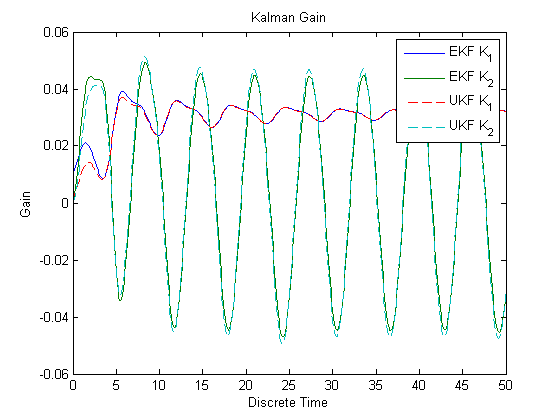 Kalman Gain
0.06
0.04
0.02
0
-0.02
-0.04
-0.06
Gain
EKF K1
EKF K2
UKF K1
UKF K2
0 5 10 15 20 25 30 35 40 45 50
Discrete Time